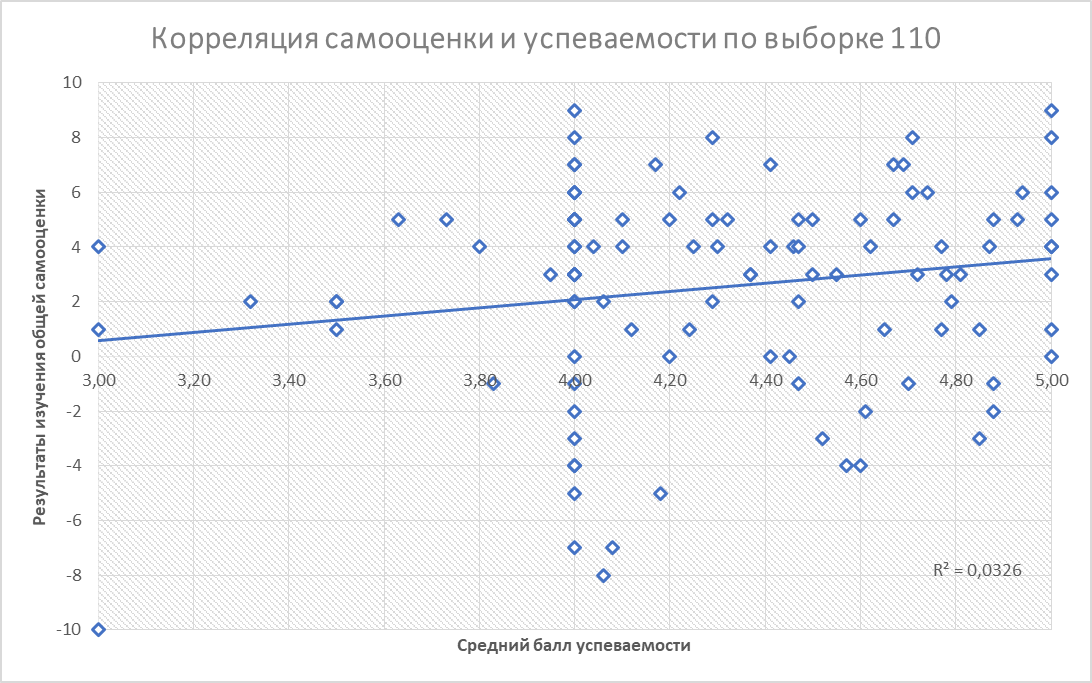 Корреляция самооценки и успеваемости по выборке 110
Результаты изучения общей самооценки
10
8
6
4
2
0
3,00 3,20 3,40 3,60 3,80 4,00 4,20 4,40 4,60 4,80 5,00
-2
-4
-6
-8
R² = 0,0326
-10
Средний балл успеваемости